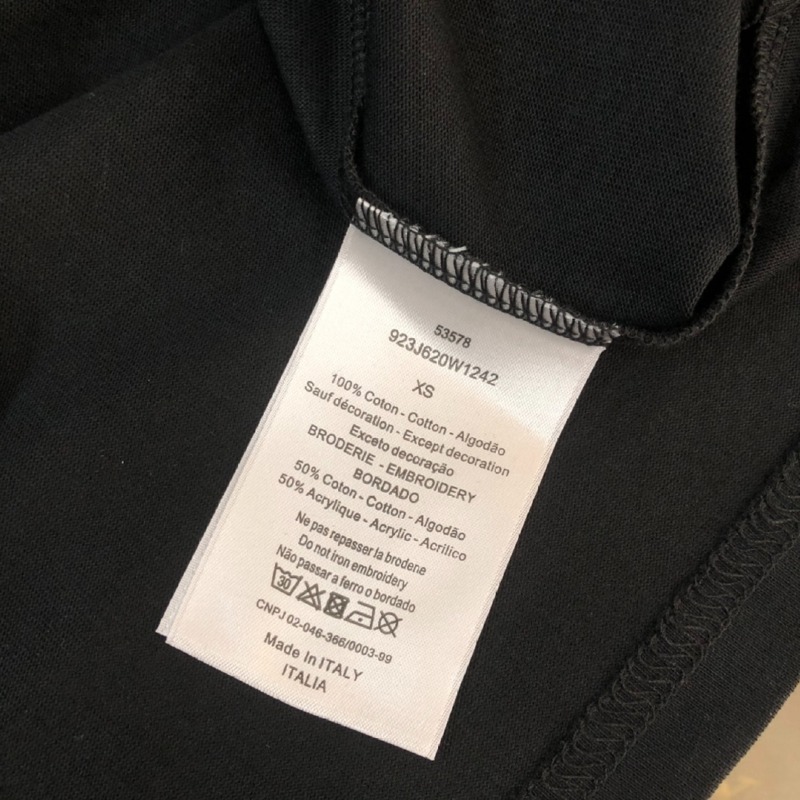 53578
923J620W1242
XS
100% Coton - Cotton - Algodão
Sauf décoration - Except decoration
Exceto decoração
BRODERIE - EMBROIDERY
BORDADO
50% Coton - Cotton - Algodão
50% Acrylique - Acrylic - Acrilico
Ne pas repasser la brodene
Do not iron embroidery
Não passar a ferro o bordado
30
CNPJ 02-046-366/0003-99
Made In ITALY
ITALIA